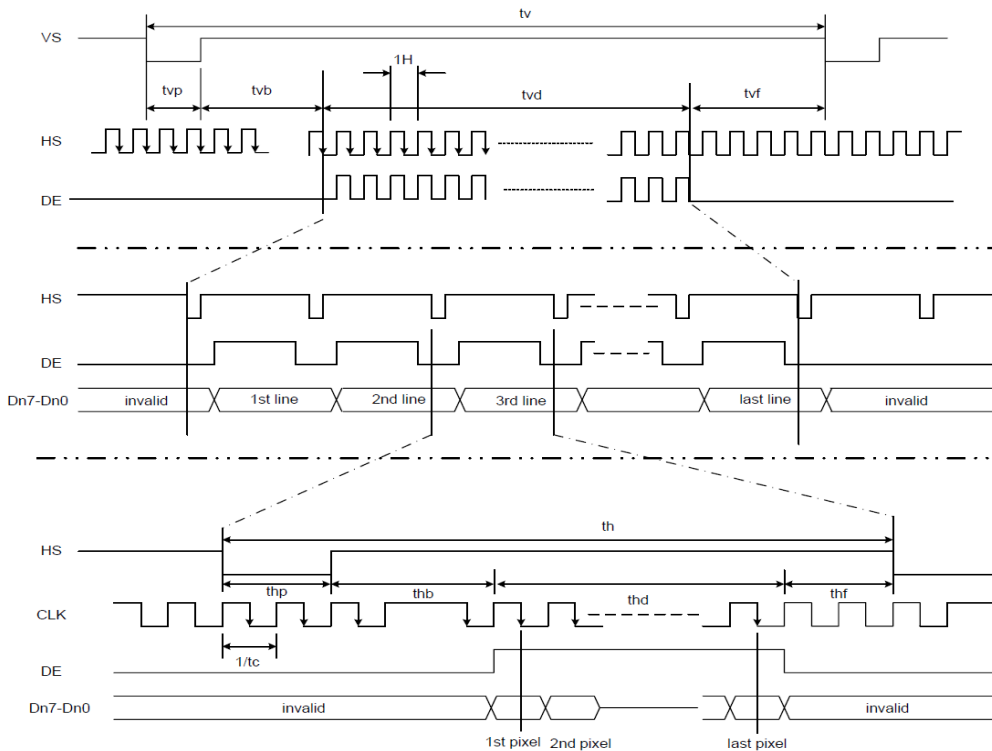 tv
VS
1H
tvp
tvb
tvd
tvf
HS
DE
HS
DE
Dn7-Dn0
invalid
1st line
2nd line
3rd line
last line
invalid
th
HS
thp
thb
thd
thf
CLK
1/tc
DE
Dn7-Dn0
invalid
invalid
1st pixel
2nd pixel
last pixel